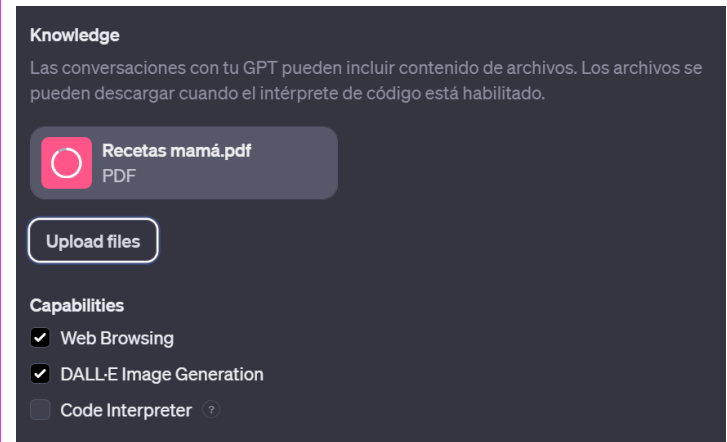 Knowledge
Las conversaciones con tu GPT pueden incluir contenido de archivos. Los archivos se
pueden descargar cuando el intérprete de código está habilitado.
Recetas mamá.pdf
PDF
Upload files
Capabilities
Web Browsing
DALL·E Image Generation
Code Interpreter ?